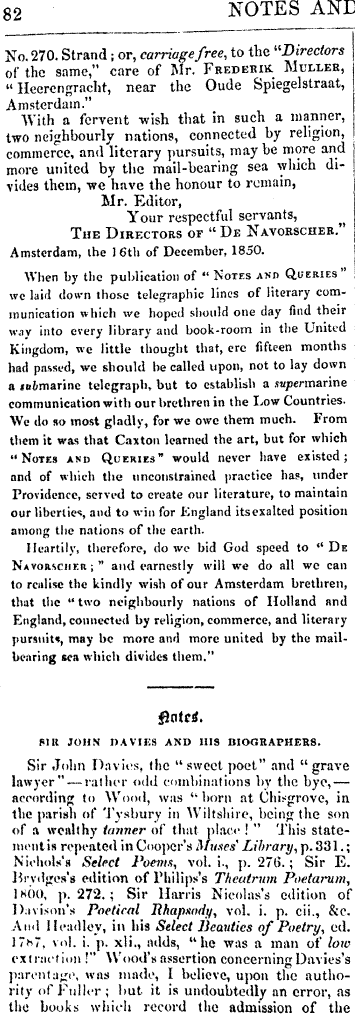 82
NOTES AND
No. 270. Strand; or, carriage free, to the "Directors
of the same," care of Mr. FREDERIK MULLER,
"Heerengracht, near the Oude Spiegelstraat,
Amsterdam."
With a fervent wish that in such a manner,
two neighbourly nations, connected by religion,
commerce, and literary pursuits, may be more and
more united by the mail-bearing sea which di-
vides them, we have the honour to remain,
Mr. Editor,
Your respectful servants,
THE DIRECTORS OF "DE NAVORSCHER."
Amsterdam, the 16th of December, 1850.
When by the publication of "NOTES AND QUERIES"
we laid down those telegraphic lines of literary com-
munication which we hoped should one day find their
way into every library and book-room in the United
Kingdom, we little thought that, ere fifteen months
had passed, we should be called upon, not to lay down
a submarine telegraph, but to establish a supermarine
communication with our brethren in the Low Countries.
We do so most gladly, for we owe them much. From
them it was that Caxton learned the art, but for which
"NOTES AND QUERIES" would never have existed;
and of which the unconstrained practice has, under
Providence, served to create our literature, to maintain
our liberties, and to win for England its exalted position
among the nations of the earth.
Heartily, therefore, do we bid God speed to "DE
NAVORSCHER;" and earnestly will we do all we can
to realise the kindly wish of our Amsterdam brethren,
that the "two neighbourly nations of Holland and
England, connected by religion, commerce, and literary
pursuits, may be more and more united by the mail-
bearing sea which divides them."
Notes.
SIR JOHN DAVIES AND HIS BIOGRAPHERS.
Sir John Davies, the "sweet poet" and "grave
lawyer"—rather odd combinations by the bye,—
according to Wood, was "born at Chisgrove, in
the parish of Tysbury in Wiltshire, being the son
of a wealthy tanner of that place!" This state-
ment is repeated in Cooper's Muses' Library, p. 331.;
Nichols's Select Poems, vol. i., p. 276.; Sir E.
Brydges's edition of Philips's Theatrum Poetarum,
1800, p. 272.; Sir Harris Nicolas's edition of
Davison's Poetical Rhapsody, vol. i. p. cii., &c.
And Headley, in his Select Beauties of Poetry, ed.
1787, vol. i. p. xli., adds, "he was a man of low
extraction!" Wood's assertion concerning Davies's
parentage, was made, I believe, upon the autho-
rity of Fuller; but it is undoubtedly an error, as
the books which record the admission of the